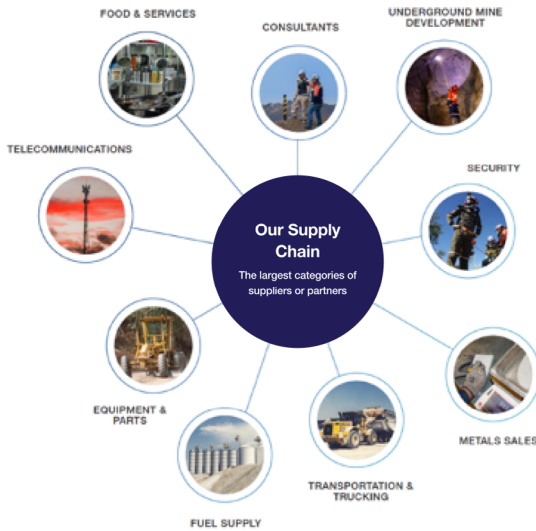 FOOD & SERVICES
CONSULTANTS
UNDERGROUND MINE
DEVELOPMENT
TELECOMMUNICATIONS
SECURITY
Our Supply
Chain
The largest categories of
suppliers or partners
EQUIPMENT &
PARTS
METALS SALES
TRANSPORTATION &
TRUCKING
FUEL SUPPLY